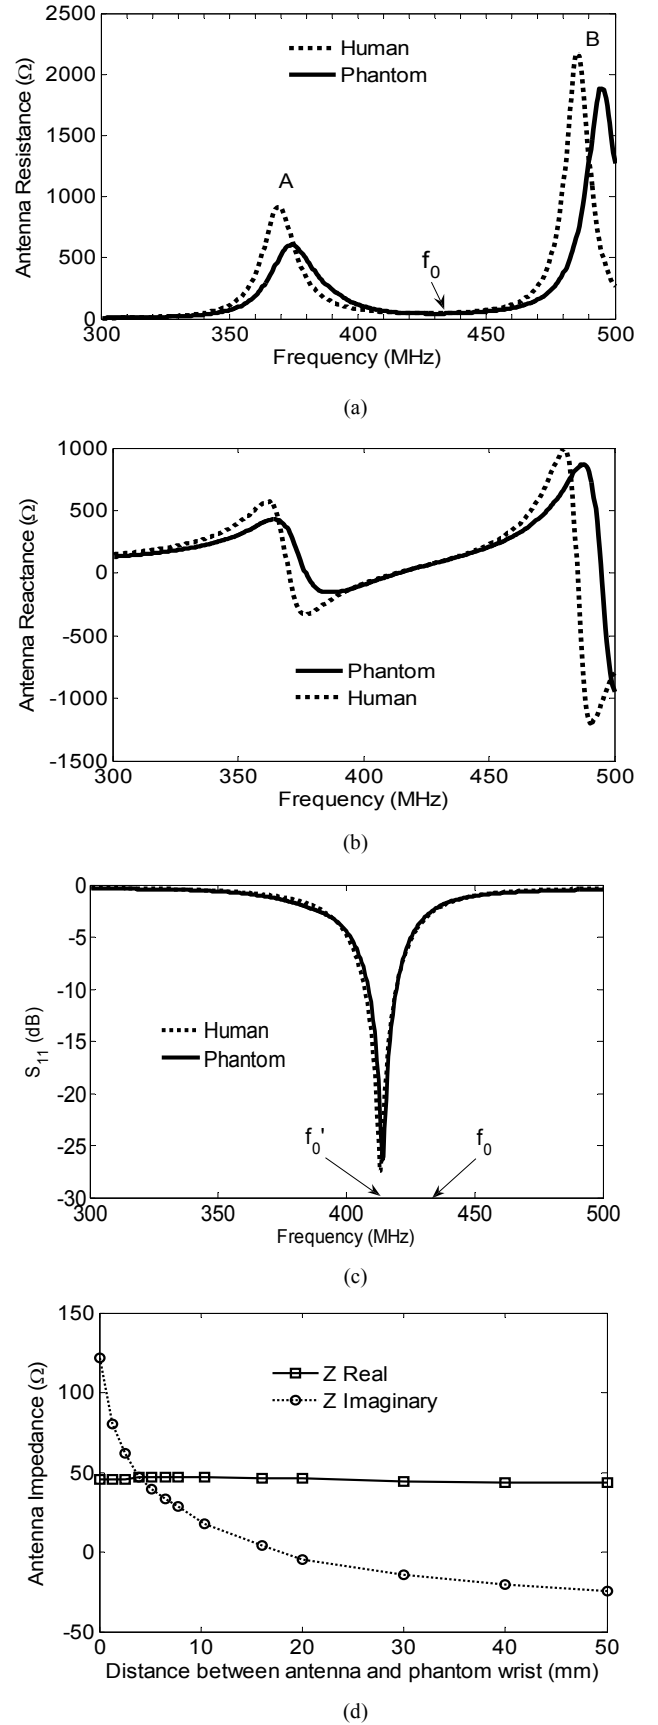 2500
2000
1500
1000
500
0
Antenna Resistance (Ω)
Human
Phantom
A
B
f0
300
350
400
450
500
Frequency (MHz)
(a)
1000
500
0
-500
-1000
-1500
Antenna Reactance (Ω)
Phantom
Human
300
350
400
450
500
Frequency (MHz)
(b)
0
-5
-10
-15
-20
-25
-30
S11 (dB)
Human
Phantom
f0'
f0
300
350
400
450
500
Frequency (MHz)
(c)
150
100
50
0
-50
Antenna Impedance (Ω)
Z Real
Z Imaginary
0
10
20
30
40
50
Distance between antenna and phantom wrist (mm)
(d)